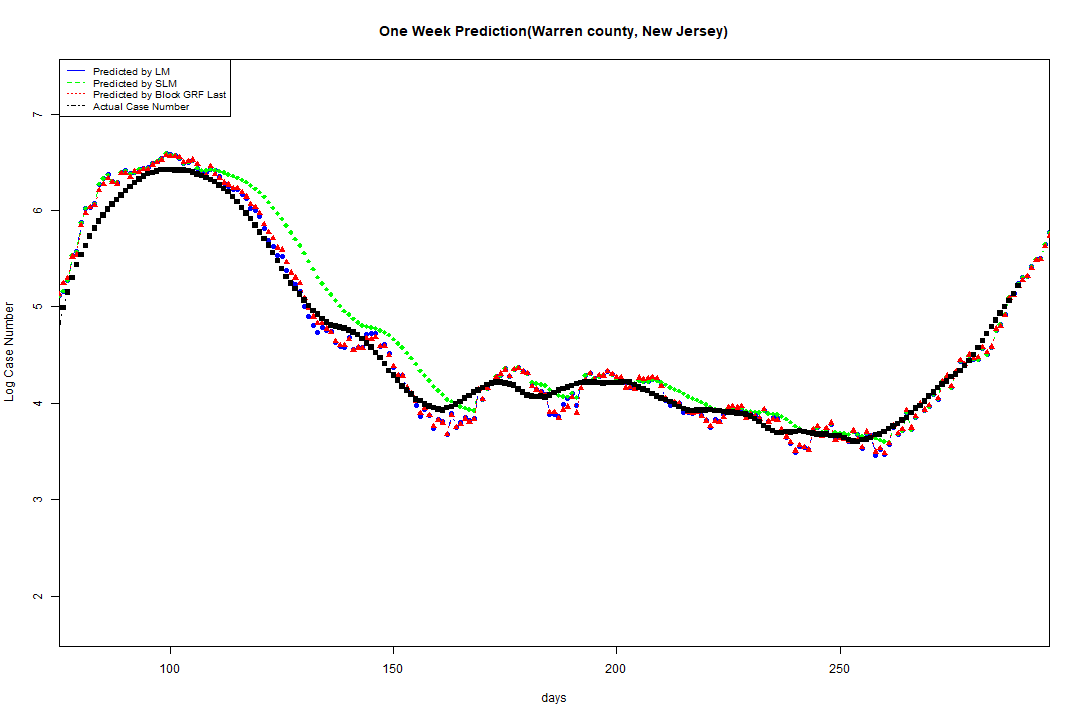 One Week Prediction(Warren county, New Jersey)
Predicted by LM
Predicted by SLM
Predicted by Block GRF Last
Actual Case Number
7
6
5
4
3
2
Log Case Number
100 150 200 250
days